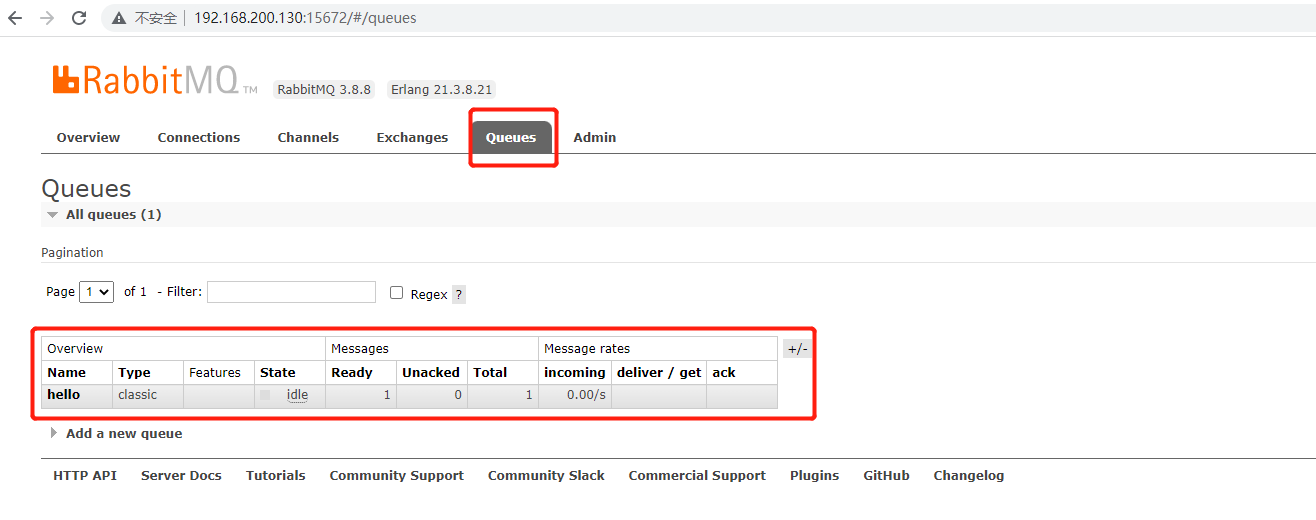 不安全 192.168.200.130:15672/#/queues
RabbitMQ TM RabbitMQ 3.8.8 Erlang 21.3.8.21
Overview Connections Channels Exchanges Queues Admin
Queues
All queues (1)
Pagination
Page 1 of 1 - Filter: Regex ?
Overview Messages Message rates +/-
Name Type Features State Ready Unacked Total incoming deliver / get ack
hello classic idle 1 0 1 0.00/s
Add a new queue
HTTP API Server Docs Tutorials Community Support Community Slack Commercial Support Plugins GitHub Changelog